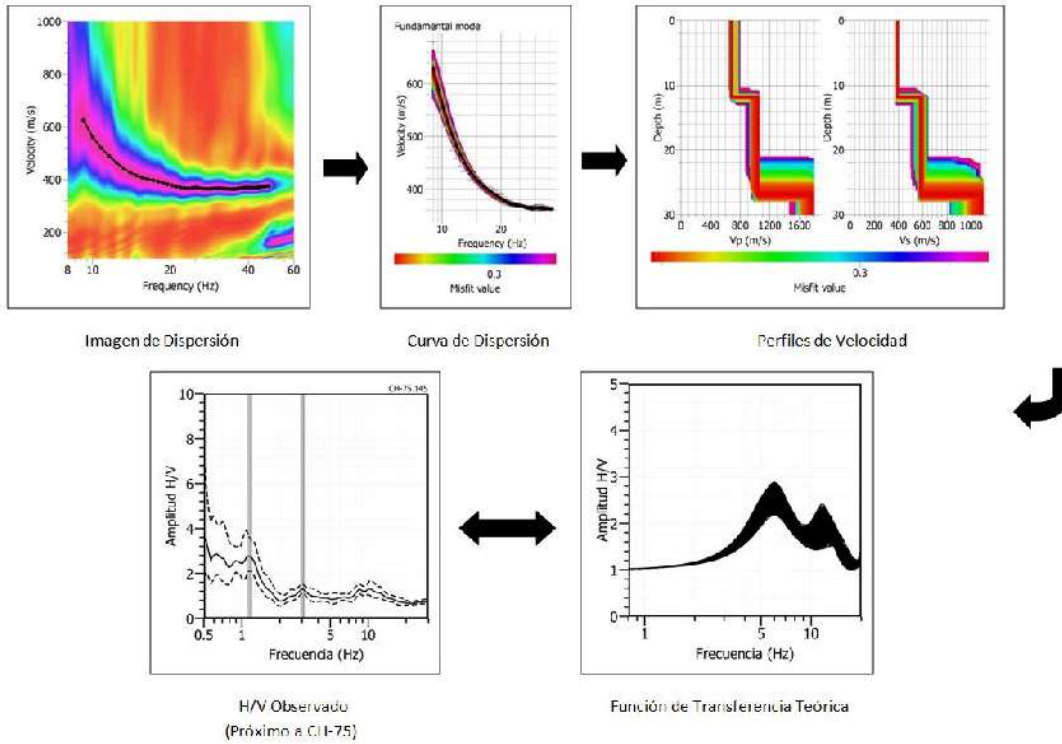 1000
800
600
400
200
Velocity (m/s)
8 10 20 40 60
Frequency (Hz)
Imagen de Dispersión
Fundamental mode
600
500
400
Velocity (m/s)
10 20
Frequency (Hz)
0.3
Misfit value
Curva de Dispersión
0
10
20
30
Depth (m)
0 400 800 1200 1600
Vp (m/s)
0
10
20
30
Depth (m)
0 200 400 600 800 1000
Vs (m/s)
0.3
Misfit value
Perfiles de Velocidad
10
8
6
4
2
0
Amplitud H/V
0.5 1 5 10
Frecuencia (Hz)
H/V Observado
(Próximo a CH-75)
5
4
3
2
1
0
Amplitud H/V
1 5 10
Frecuencia (Hz)
Función de Transferencia Teórica